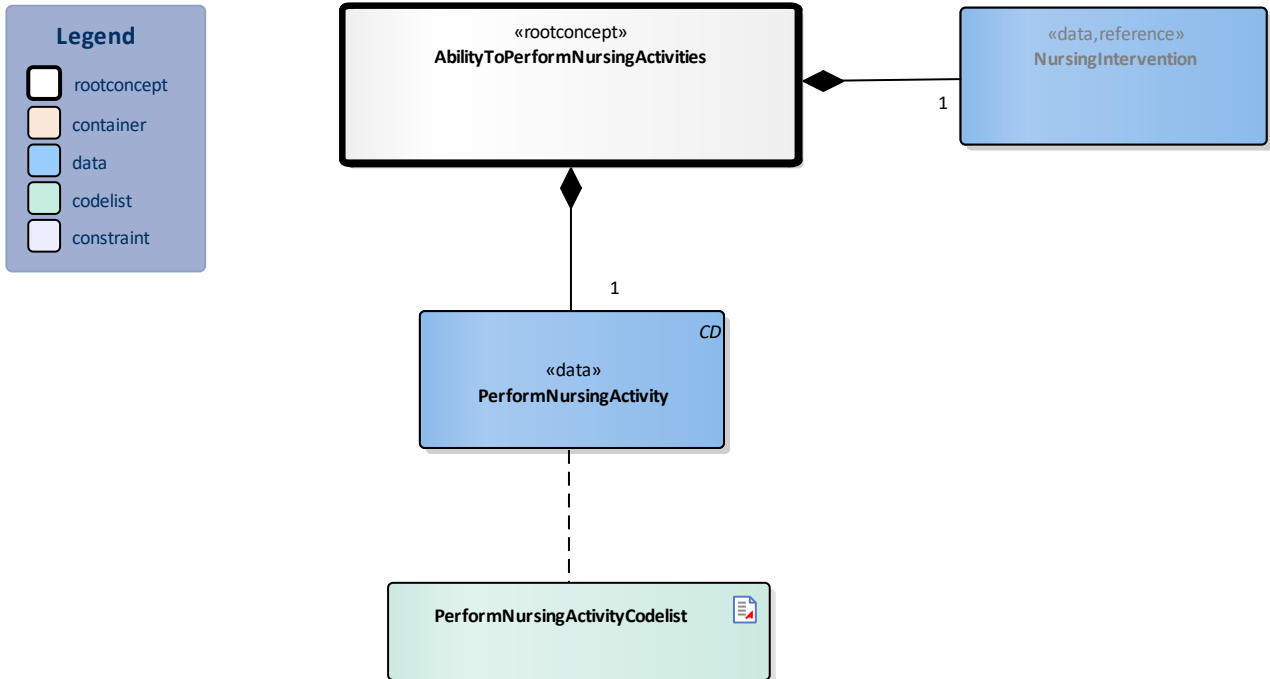 Legend
rootconcept
container
data
codelist
constraint
«rootconcept»
AbilityToPerformNursingActivities
«data,reference»
NursingIntervention
1
1
CD
«data»
PerformNursingActivity
PerformNursingActivityCodelist